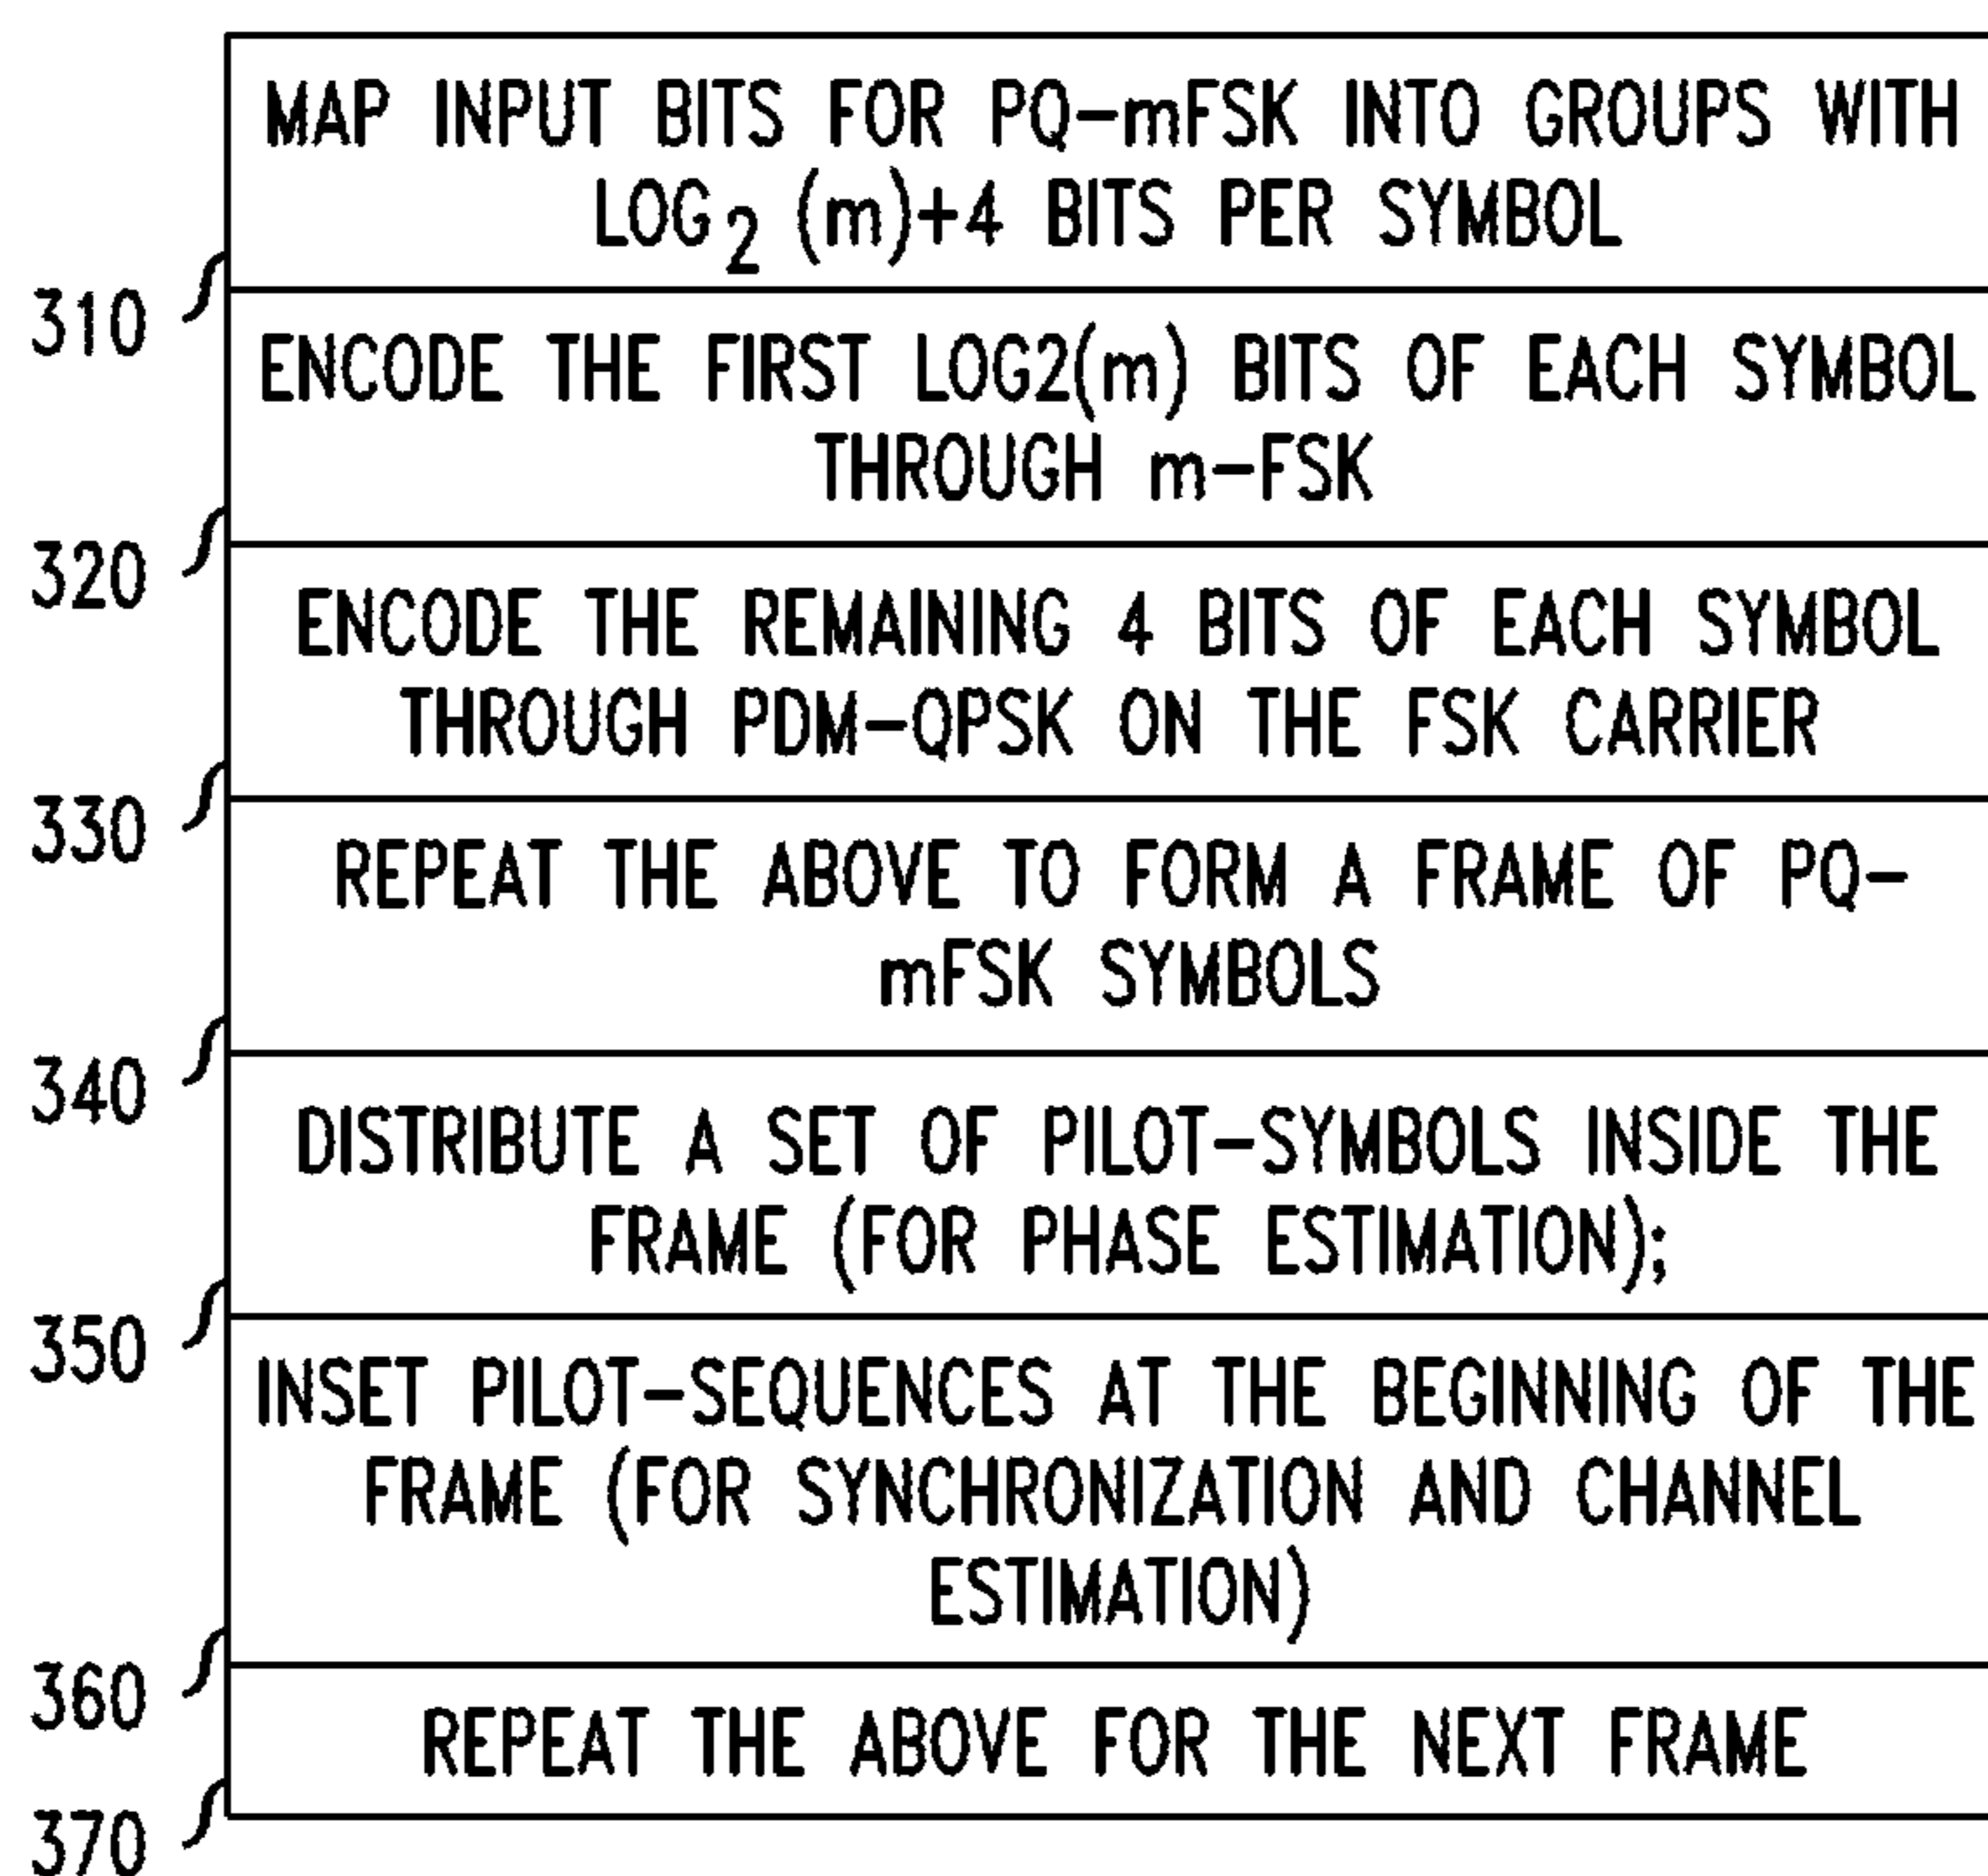 MAP INPUT BITS FOR PQ-mFSK INTO GROUPS WITH
LOG2 (m)+4 BITS PER SYMBOL
310
ENCODE THE FIRST LOG2(m) BITS OF EACH SYMBOL
THROUGH m-FSK
320
ENCODE THE REMAINING 4 BITS OF EACH SYMBOL
THROUGH PDM-QPSK ON THE FSK CARRIER
330
REPEAT THE ABOVE TO FORM A FRAME OF PQ-
mFSK SYMBOLS
340
DISTRIBUTE A SET OF PILOT-SYMBOLS INSIDE THE
FRAME (FOR PHASE ESTIMATION);
350
INSET PILOT-SEQUENCES AT THE BEGINNING OF THE
FRAME (FOR SYNCHRONIZATION AND CHANNEL
ESTIMATION)
360
REPEAT THE ABOVE FOR THE NEXT FRAME
370